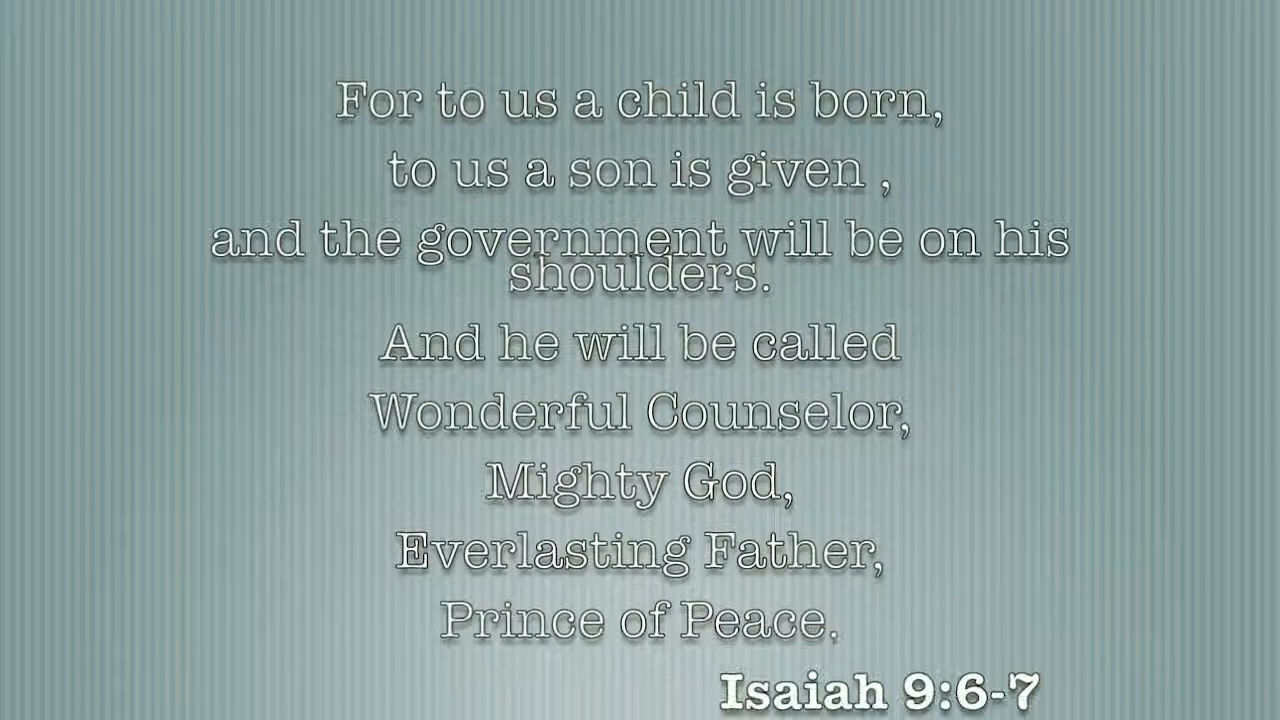 For to us a child is born,
to us a son is given ,
and the government will be on his
shoulders.
And he will be called
Wonderful Counselor,
Mighty God,
Everlasting Father,
Prince of Peace.
Isaiah 9:6-7